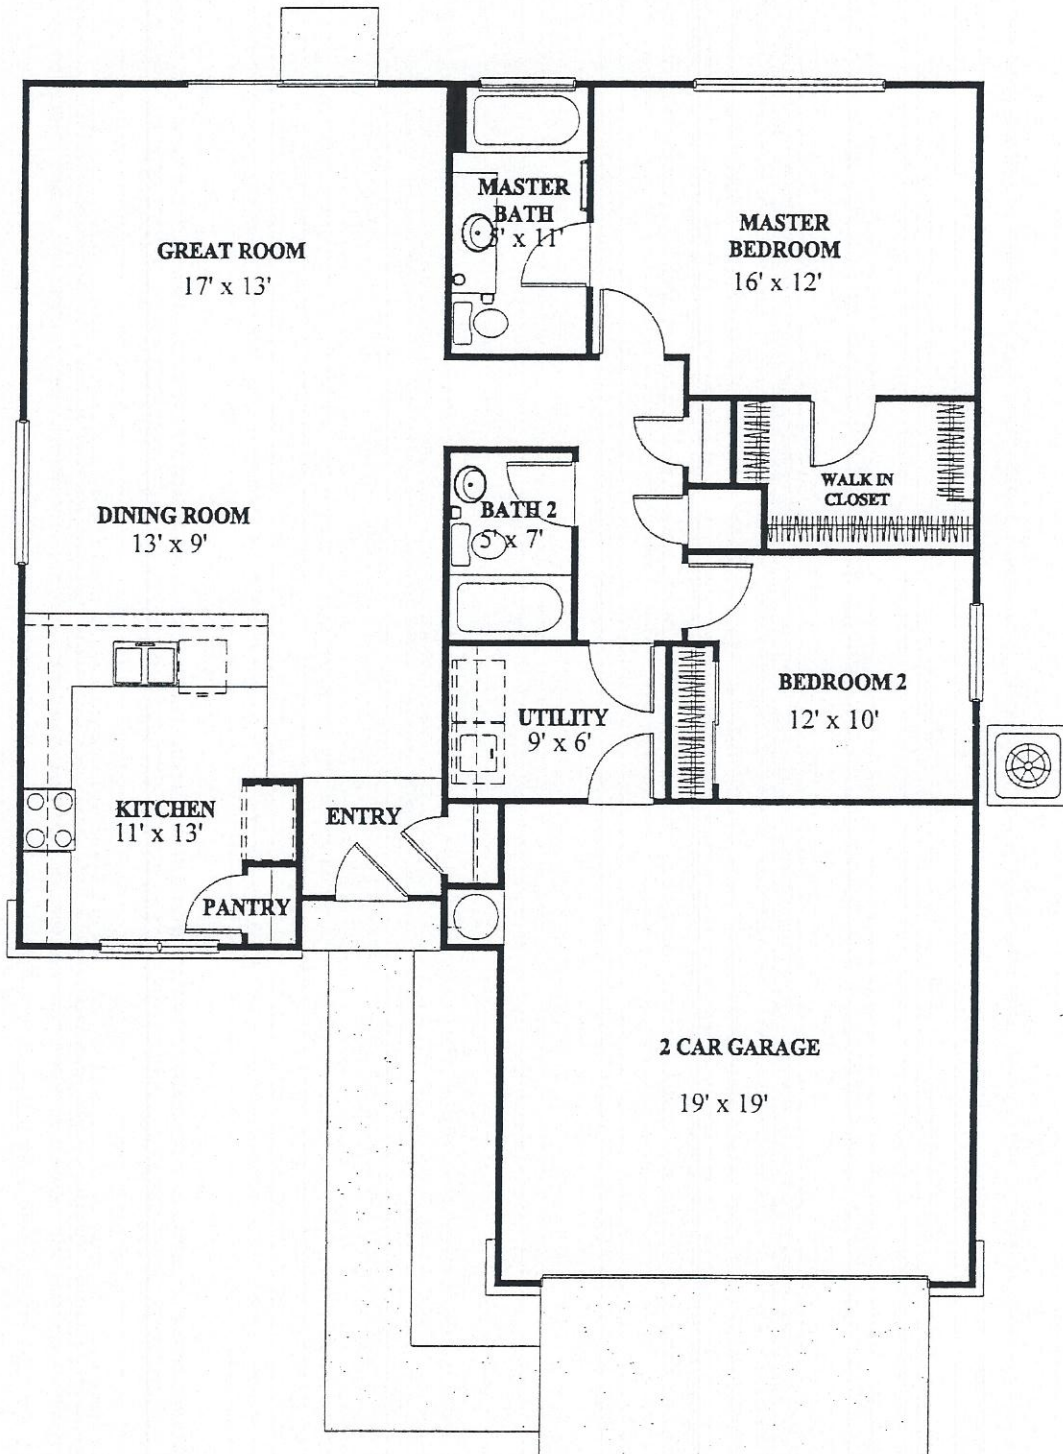 GREAT ROOM
17' x 13'
MASTER
BATH
5' x 11'
MASTER
BEDROOM
16' x 12'
WALK IN
CLOSET
DINING ROOM
13' x 9'
BATH 2
5' x 7'
BEDROOM 2
12' x 10'
UTILITY
9' x 6'
KITCHEN
11' x 13'
ENTRY
PANTRY
2 CAR GARAGE
19' x 19'